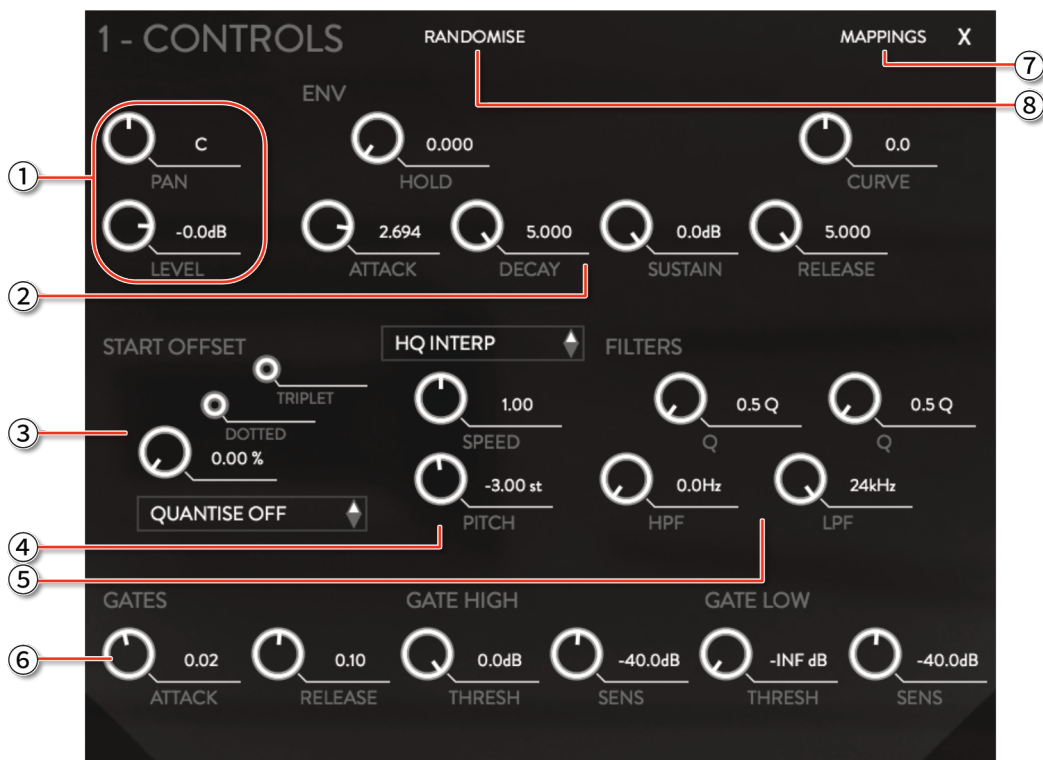 1 - CONTROLS RANDOMISE MAPPINGS X
7
8
ENV
1
C 0.000 0.0
PAN HOLD CURVE
-0.0dB 2.694 5.000 0.0dB 5.000
LEVEL ATTACK DECAY SUSTAIN RELEASE
2
START OFFSET HQ INTERP FILTERS
TRIPLET
1.00 0.5 Q 0.5 Q
3
DOTTED SPEED Q Q
0.00 %
-3.00 st 0.0Hz 24kHz
QUANTISE OFF PITCH HPF LPF
4
5
GATES GATE HIGH GATE LOW
6
0.02 0.10 0.0dB -40.0dB -INF dB -40.0dB
ATTACK RELEASE THRESH SENS THRESH SENS